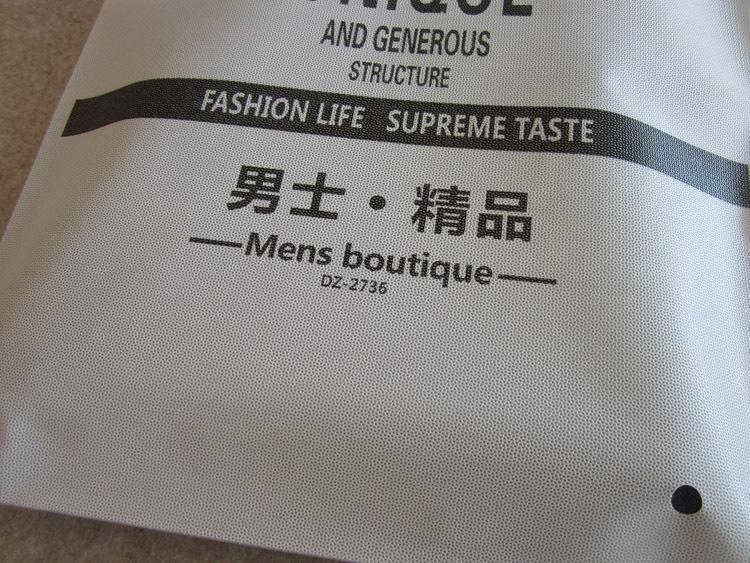 AND GENEROUS
STRUCTURE
FASHION LIFE SUPREME TASTE
男士·精品
Mens boutique
DZ-2736